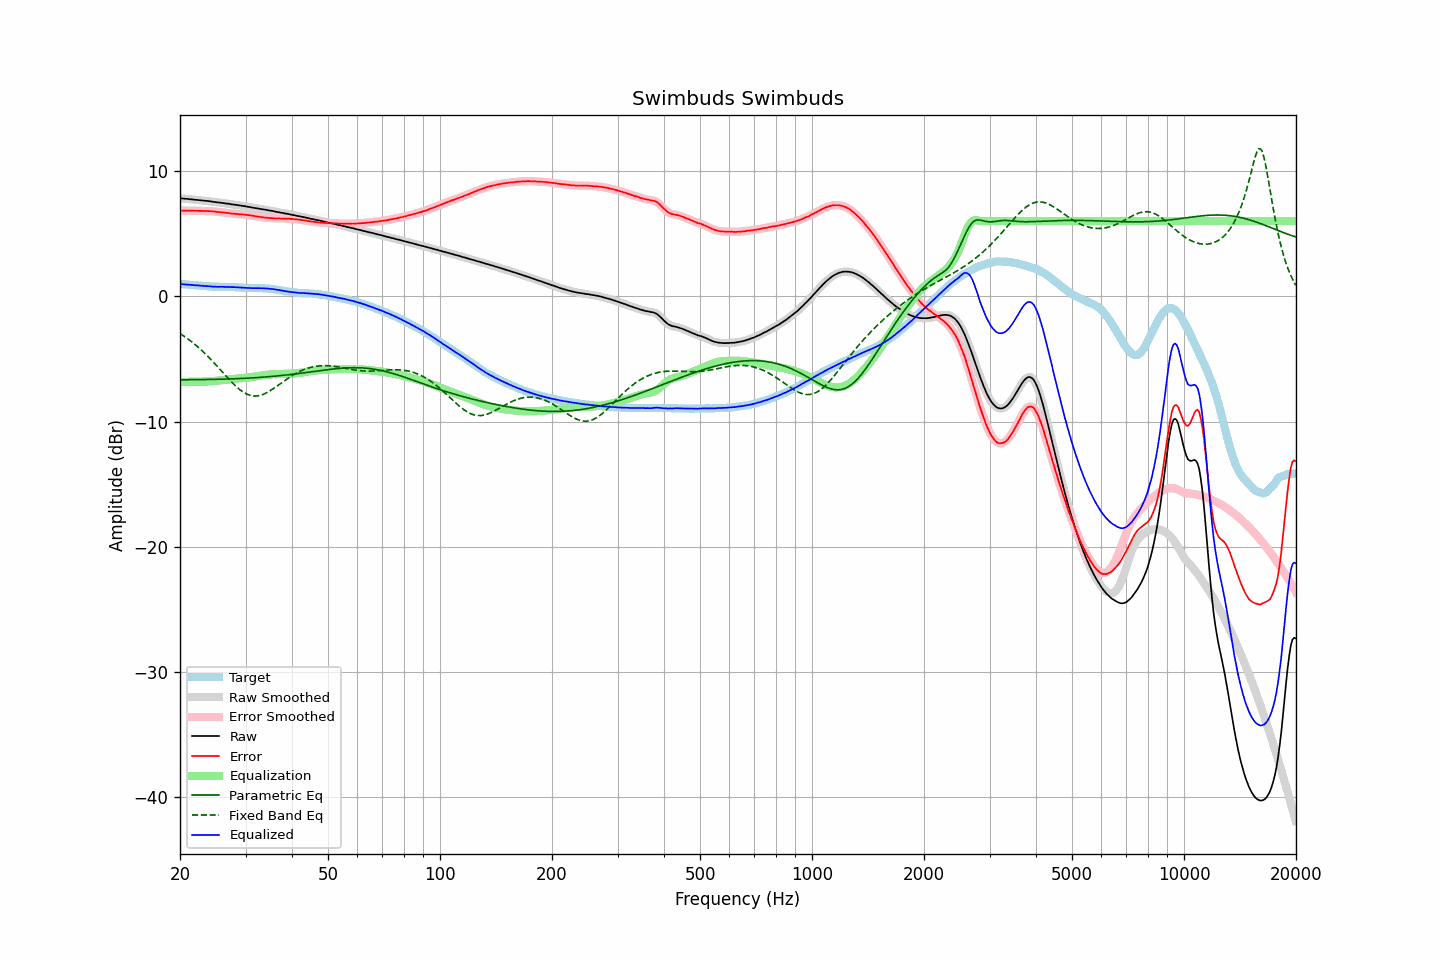 Swimbuds Swimbuds
Amplitude (dBr)
10
0
−10
−20
−30
−40
Target
Raw Smoothed
Error Smoothed
Raw
Error
Equalization
Parametric Eq
Fixed Band Eq
Equalized
20
50
100
200
500
1000
2000
5000
10000
20000
Frequency (Hz)